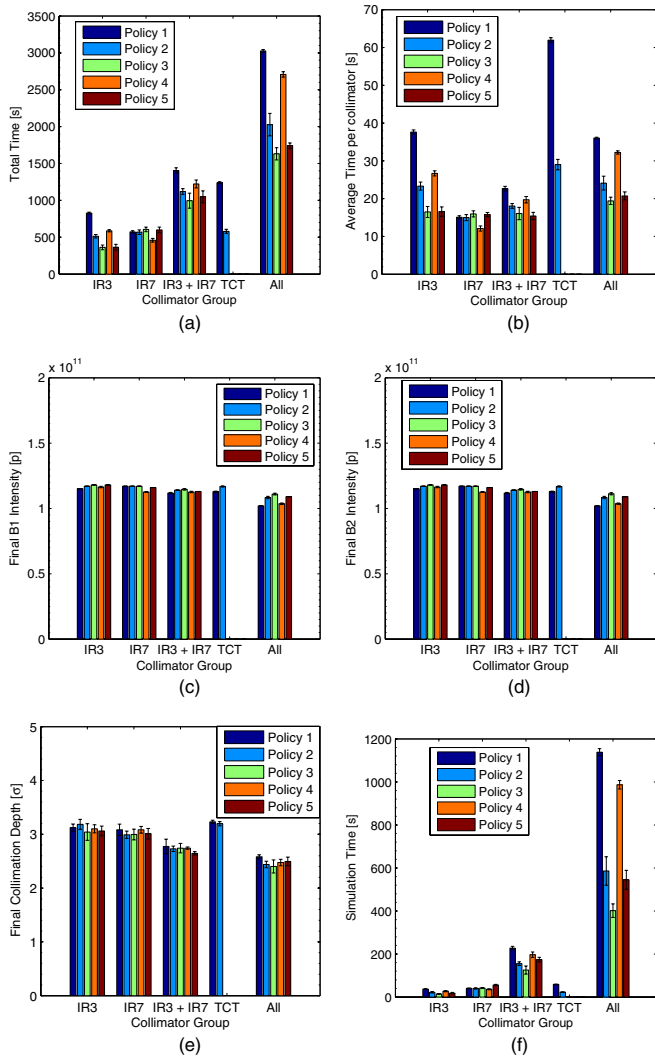 3500
3000
2500
2000
1500
1000
500
0
Total Time [s]
Policy 1
Policy 2
Policy 3
Policy 4
Policy 5
IR3 IR7 IR3 + IR7 TCT All
Collimator Group
(a)
70
60
50
40
30
20
10
0
Average Time per collimator [s]
Policy 1
Policy 2
Policy 3
Policy 4
Policy 5
IR3 IR7 IR3 + IR7 TCT All
Collimator Group
(b)
x 10^11
2
1.5
1
0.5
0
Final B1 Intensity [p]
Policy 1
Policy 2
Policy 3
Policy 4
Policy 5
IR3 IR7 IR3 + IR7 TCT All
Collimator Group
(c)
x 10^11
2
1.5
1
0.5
0
Final B2 Intensity [p]
Policy 1
Policy 2
Policy 3
Policy 4
Policy 5
IR3 IR7 IR3 + IR7 TCT All
Collimator Group
(d)
5
4
3
2
1
0
Final Collimation Depth [σ]
Policy 1
Policy 2
Policy 3
Policy 4
Policy 5
IR3 IR7 IR3 + IR7 TCT All
Collimator Group
(e)
1200
1000
800
600
400
200
0
Simulation Time [s]
Policy 1
Policy 2
Policy 3
Policy 4
Policy 5
IR3 IR7 IR3 + IR7 TCT All
Collimator Group
(f)